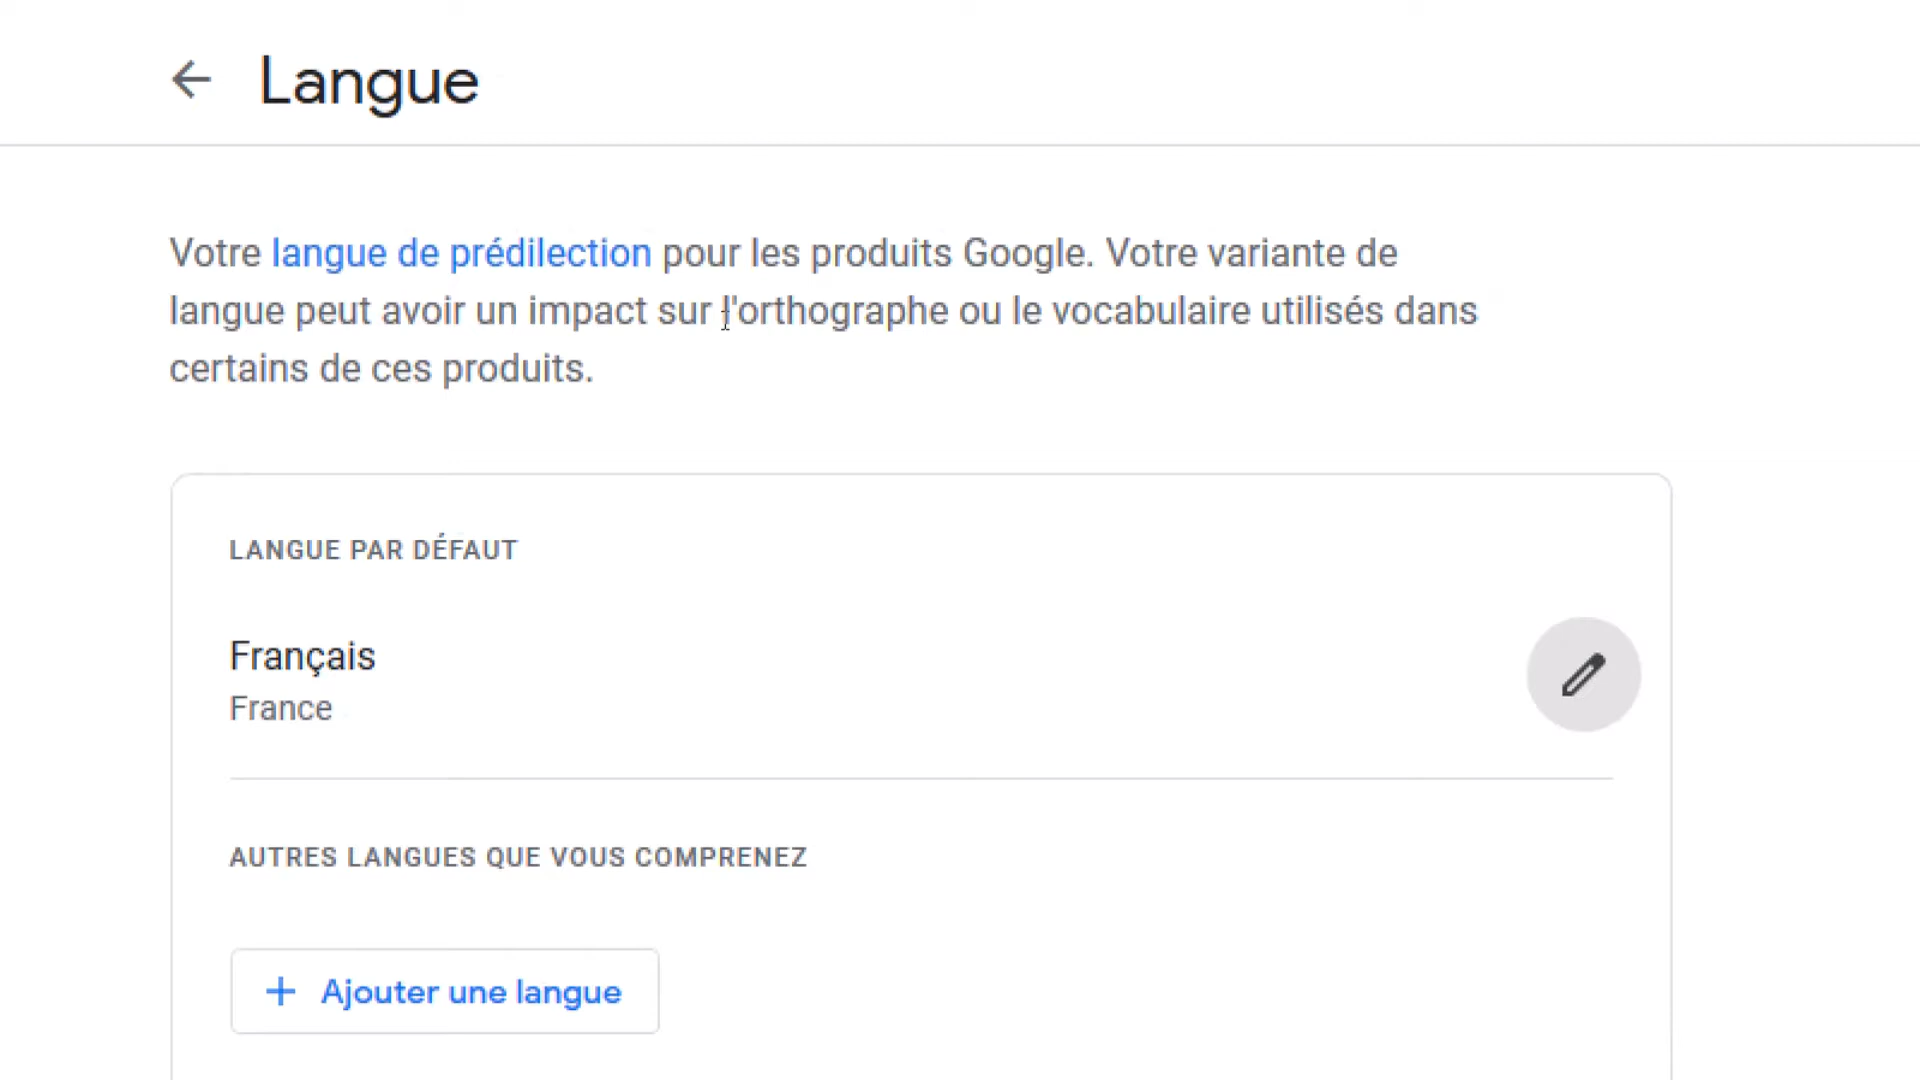 Langue
Votre langue de prédilection pour les produits Google. Votre variante de
langue peut avoir un impact sur l'orthographe ou le vocabulaire utilisés dans
certains de ces produits.
LANGUE PAR DÉFAUT
Français
France
AUTRES LANGUES QUE VOUS COMPRENEZ
Ajouter une langue